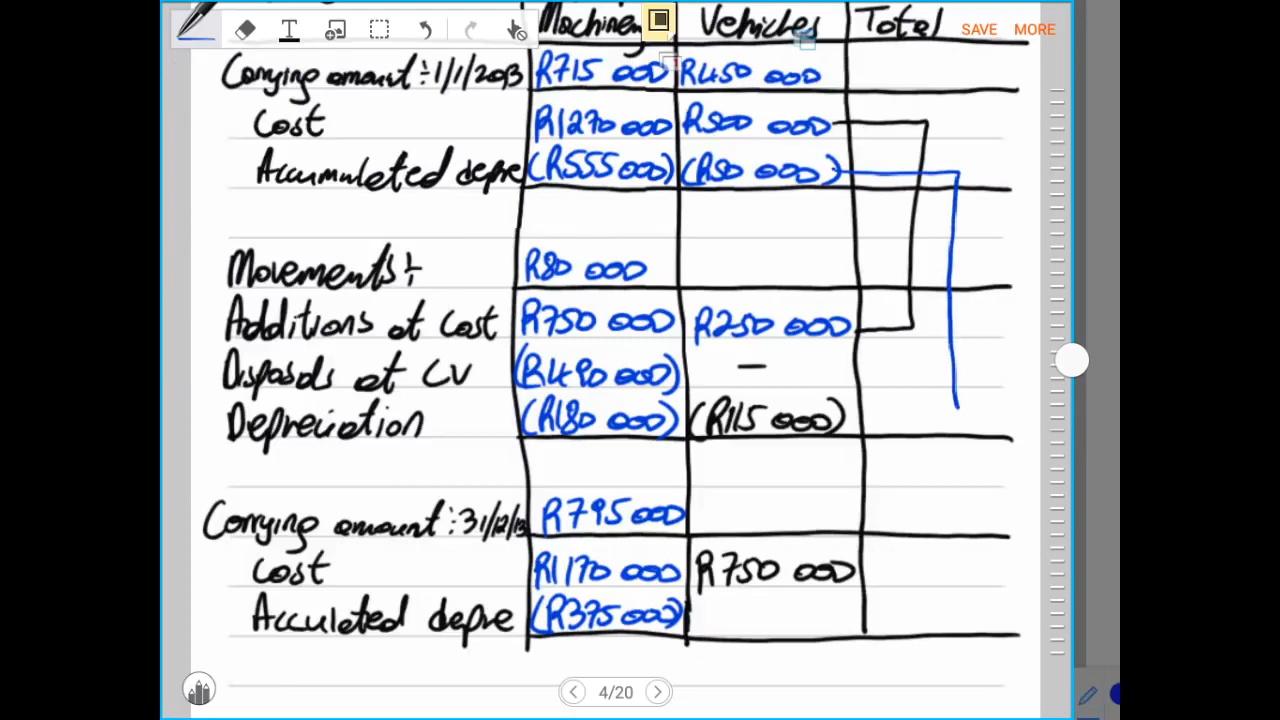 Machinery Vehicles Total
SAVE MORE
Carrying amount: 1/1/2013 R715 000 R450 000
Cost R1270 000 R500 000
Accumulated depre (R555 000) (R50 000)
Movements: R80 000
Additions at Cost R750 000 R250 000
Disposals at CV (R490 000) –
Depreciation (R180 000) (R115 000)
Carrying amount: 31/12/13 R795 000
Cost R1170 000 R750 000
Acculated depre (R375 000)
4/20